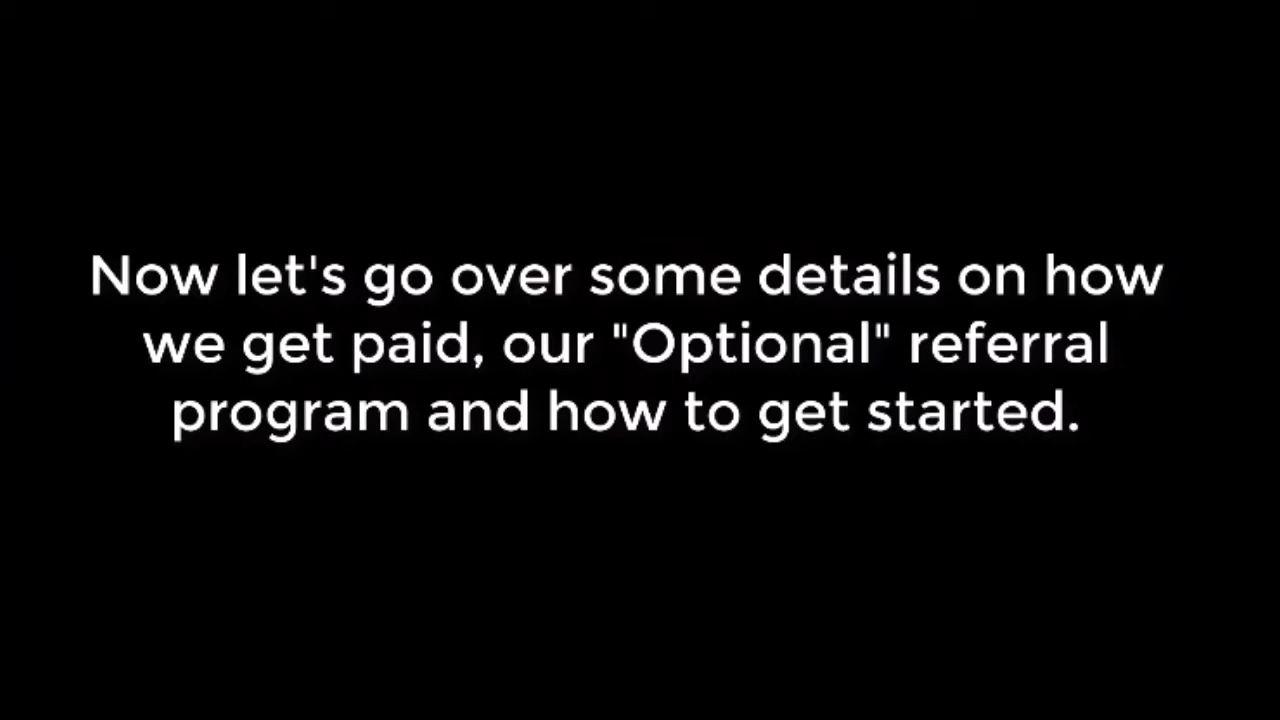 Now let's go over some details on how
we get paid, our "Optional" referral
program and how to get started.